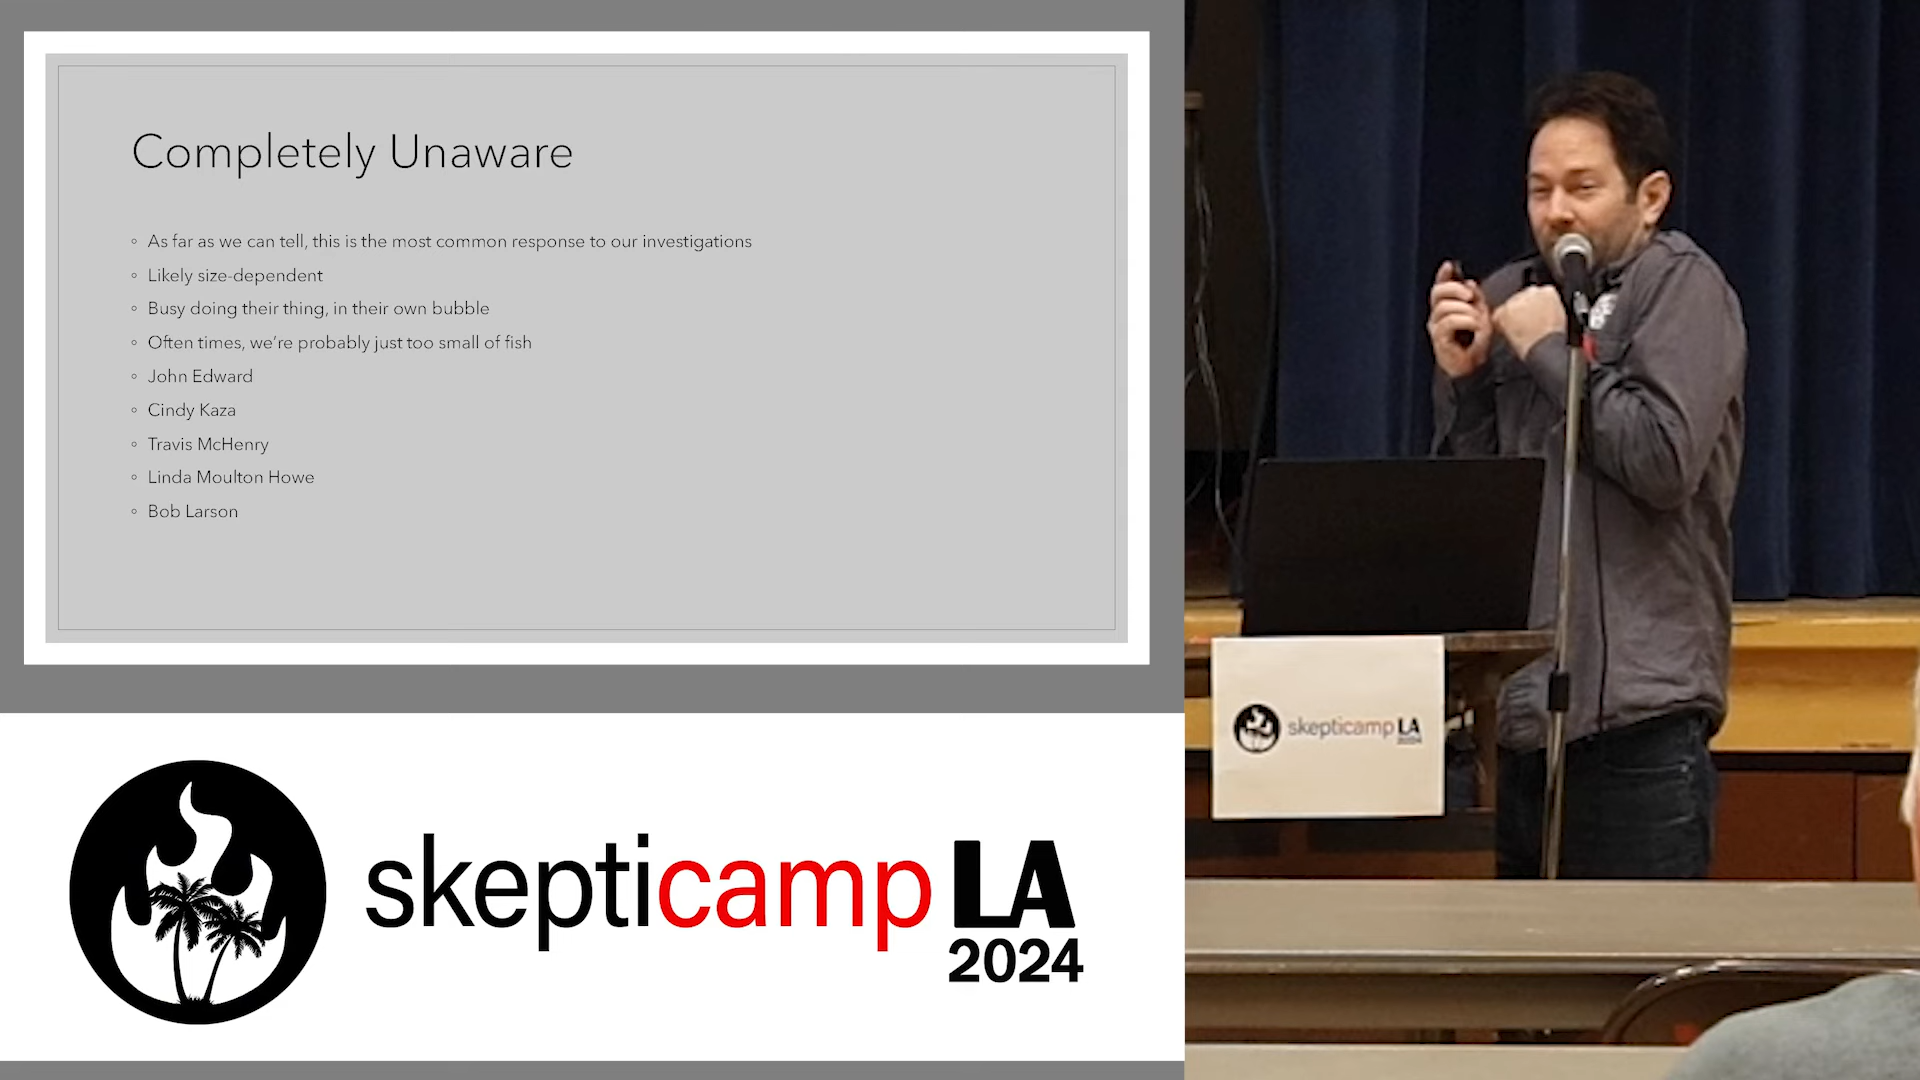 Completely Unaware
As far as we can tell, this is the most common response to our investigations
Likely size-dependent
Busy doing their thing, in their own bubble
Often times, we're probably just too small of fish
John Edward
Cindy Kaza
Travis McHenry
Linda Moulton Howe
Bob Larson
skepticamp LA
2024
skepticamp LA
2024